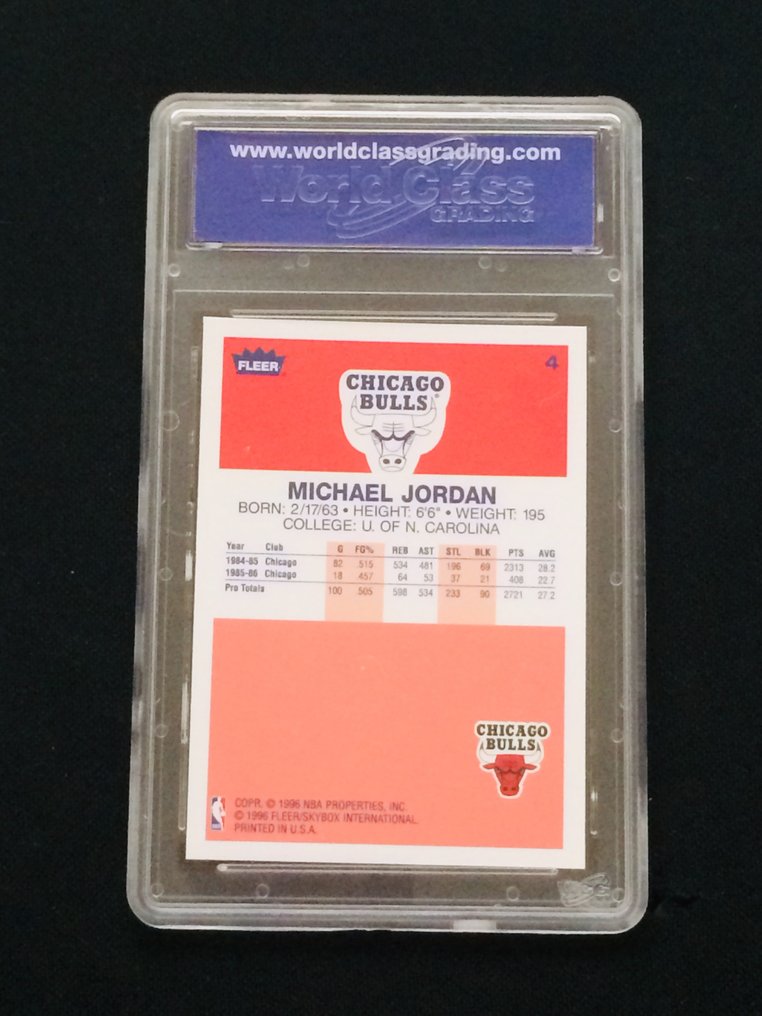 www.worldclassgrading.com
World Class
GRADING
FLEER
4
CHICAGO
BULLS
MICHAEL JORDAN
BORN: 2/17/63 • HEIGHT: 6'6" • WEIGHT: 195
COLLEGE: U. OF N. CAROLINA
Year Club G FG% REB AST STL BLK PTS AVG
1984-85 Chicago 82 .515 534 481 196 69 2313 28.2
1985-86 Chicago 18 .457 64 53 37 21 408 22.7
Pro Totals 100 .505 598 534 233 90 2721 27.2
CHICAGO
BULLS
COPR. © 1996 NBA PROPERTIES, INC.
© 1996 FLEER/SKYBOX INTERNATIONAL
PRINTED IN U.S.A.